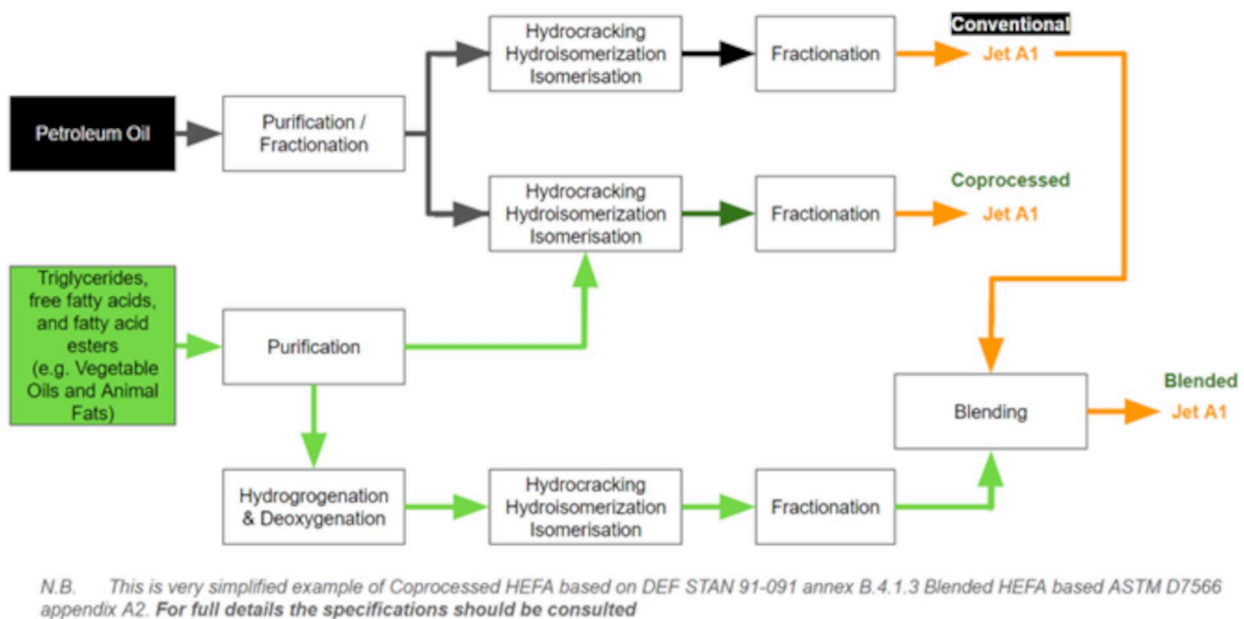 Conventional
Hydrocracking
Hydroisomerization
Isomerisation
Fractionation
Jet A1
Petroleum Oil
Purification /
Fractionation
Coprocessed
Hydrocracking
Hydroisomerization
Isomerisation
Fractionation
Jet A1
Triglycerides,
free fatty acids,
and fatty acid
esters
(e.g. Vegetable
Oils and Animal
Fats)
Purification
Blended
Blending
Jet A1
Hydrogrogenation
& Deoxygenation
Hydrocracking
Hydroisomerization
Isomerisation
Fractionation
N.B. This is very simplified example of Coprocessed HEFA based on DEF STAN 91-091 annex B.4.1.3 Blended HEFA based ASTM D7566
appendix A2. For full details the specifications should be consulted